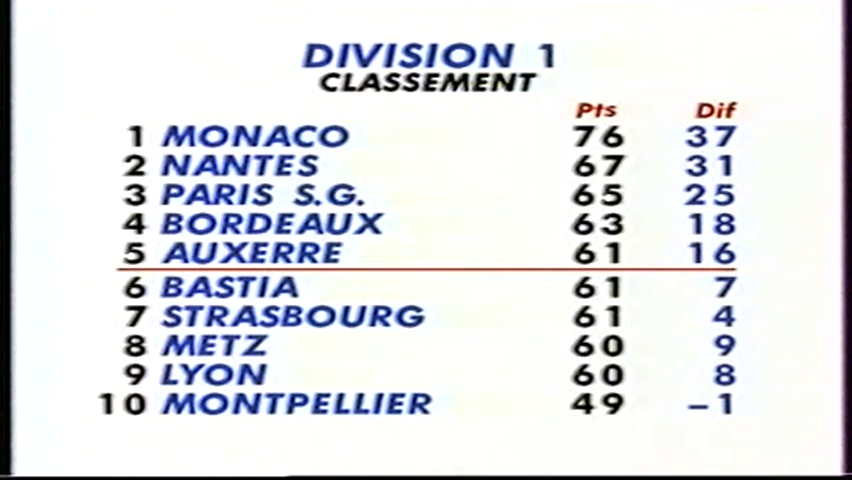 DIVISION 1
CLASSEMENT
Pts Dif
1 MONACO 76 37
2 NANTES 67 31
3 PARIS S.G. 65 25
4 BORDEAUX 63 18
5 AUXERRE 61 16
6 BASTIA 61 7
7 STRASBOURG 61 4
8 METZ 60 9
9 LYON 60 8
10 MONTPELLIER 49 –1